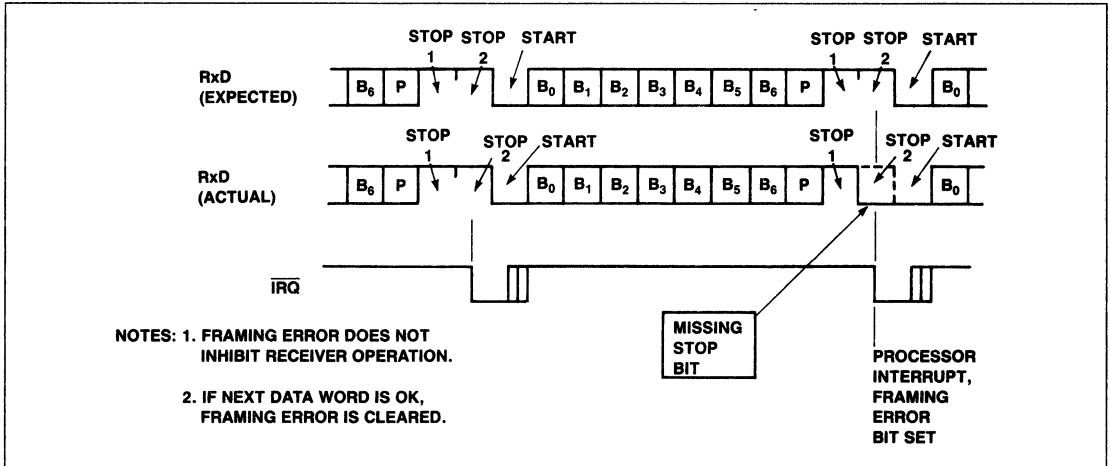 STOP STOP START STOP STOP START
1 2 1 2
RxD
(EXPECTED)
B6 P B0 B1 B2 B3 B4 B5 B6 P B0
STOP STOP START STOP STOP START
1 2 1 2
RxD
(ACTUAL)
B6 P B0 B1 B2 B3 B4 B5 B6 P B0
IRQ
MISSING
STOP
BIT
PROCESSOR
INTERRUPT,
FRAMING
ERROR
BIT SET
NOTES: 1. FRAMING ERROR DOES NOT
INHIBIT RECEIVER OPERATION.
2. IF NEXT DATA WORD IS OK,
FRAMING ERROR IS CLEARED.